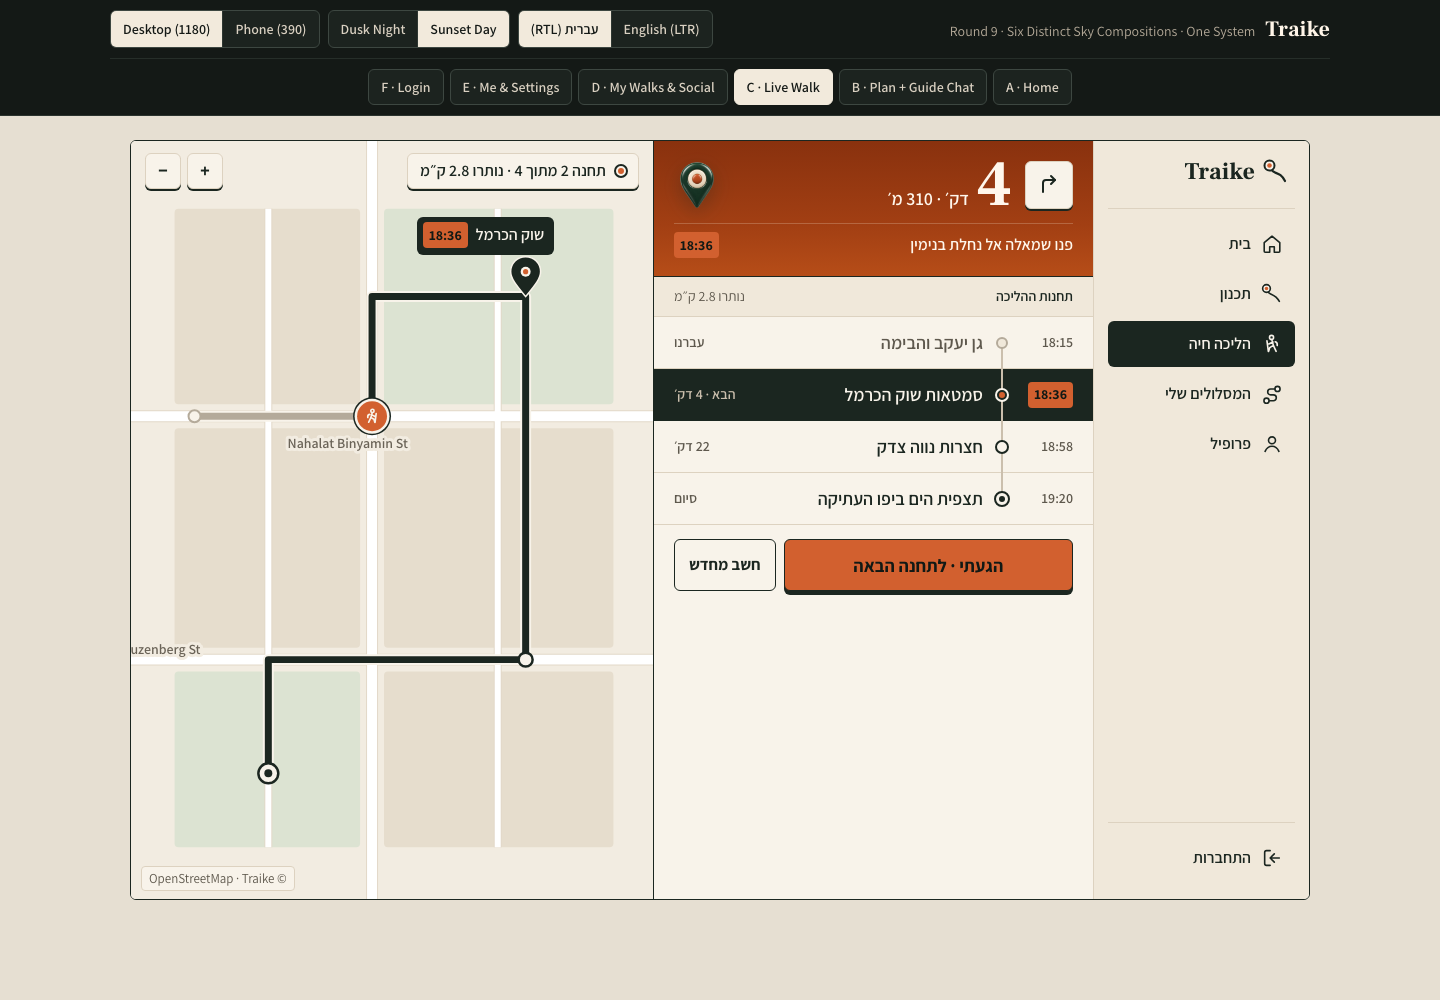 Traike Round 9 · Six Distinct Sky Compositions · One System
עברית (RTL) English (LTR)
Dusk Night Sunset Day
Desktop (1180) Phone (390)
A · Home
B · Plan + Guide Chat
C · Live Walk
D · My Walks & Social
E · Me & Settings
F · Login
Traike
בית
תכנון
הליכה חיה
המסלולים שלי
פרופיל
התחברות
4 דק׳ · 310 מ׳
פנו שמאלה אל נחלת בנימין 18:36
תחנות ההליכה נותרו 2.8 ק״מ
18:15 גן יעקב והבימה עברנו
18:36 סמטאות שוק הכרמל הבא · 4 דק׳
18:58 חצרות נווה צדק 22 דק׳
19:20 תצפית הים ביפו העתיקה סיום
הגעתי · לתחנה הבאה
חשב מחדש
תחנה 2 מתוך 4 · נותרו 2.8 ק״מ
+
−
שוק הכרמל 18:36
Nahalat Binyamin St
uzenberg St
OpenStreetMap · Traike ©